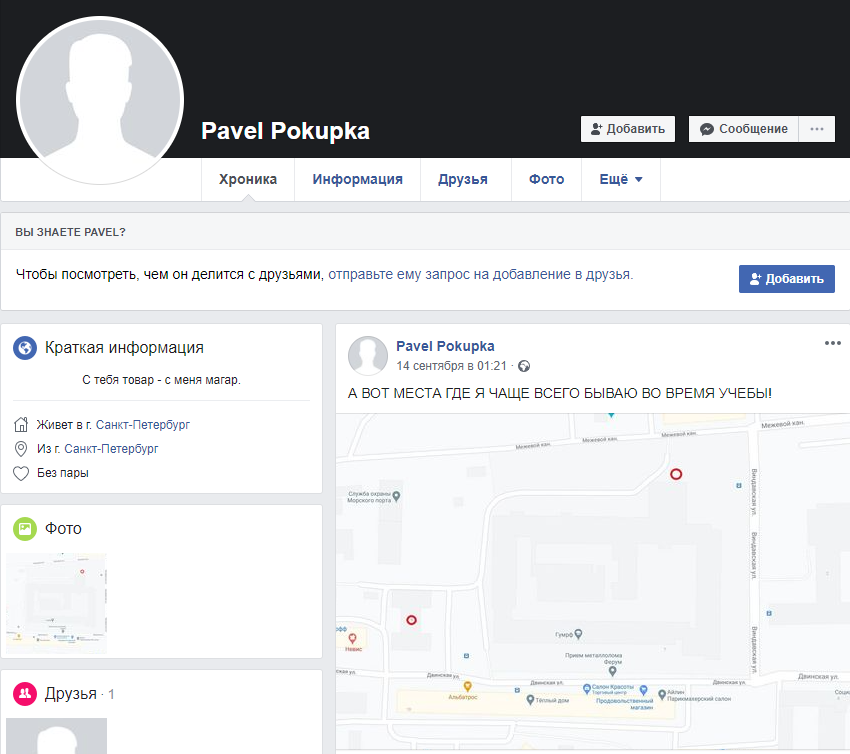 Pavel Pokupka
Добавить
Сообщение
Хроника
Информация
Друзья
Фото
Ещё
ВЫ ЗНАЕТЕ PAVEL?
Чтобы посмотреть, чем он делится с друзьями, отправьте ему запрос на добавление в друзья.
Добавить
Краткая информация
С тебя товар - с меня магар.
Живет в г. Санкт-Петербург
Из г. Санкт-Петербург
Без пары
Фото
Друзья · 1
Pavel Pokupka
14 сентября в 01:21 ·
А ВОТ МЕСТА ГДЕ Я ЧАЩЕ ВСЕГО БЫВАЮ ВО ВРЕМЯ УЧЕБЫ!
Межевой кан.
Межевой кан.
Межевой кан.
Межевой кан.
Служба охраны
Морского порта
Виндавская ул.
Виндавская ул.
Виндавская ул.
Невис
Гумрф
Прием металлолома
Форум
Двинская ул.
Двинская ул.
Двинская ул.
Двинская ул.
Альбатрос
Тёплый дом
Салон Красоты
Торговый центр
Продовольственный
магазин
Айлин
Парикмахерский салон